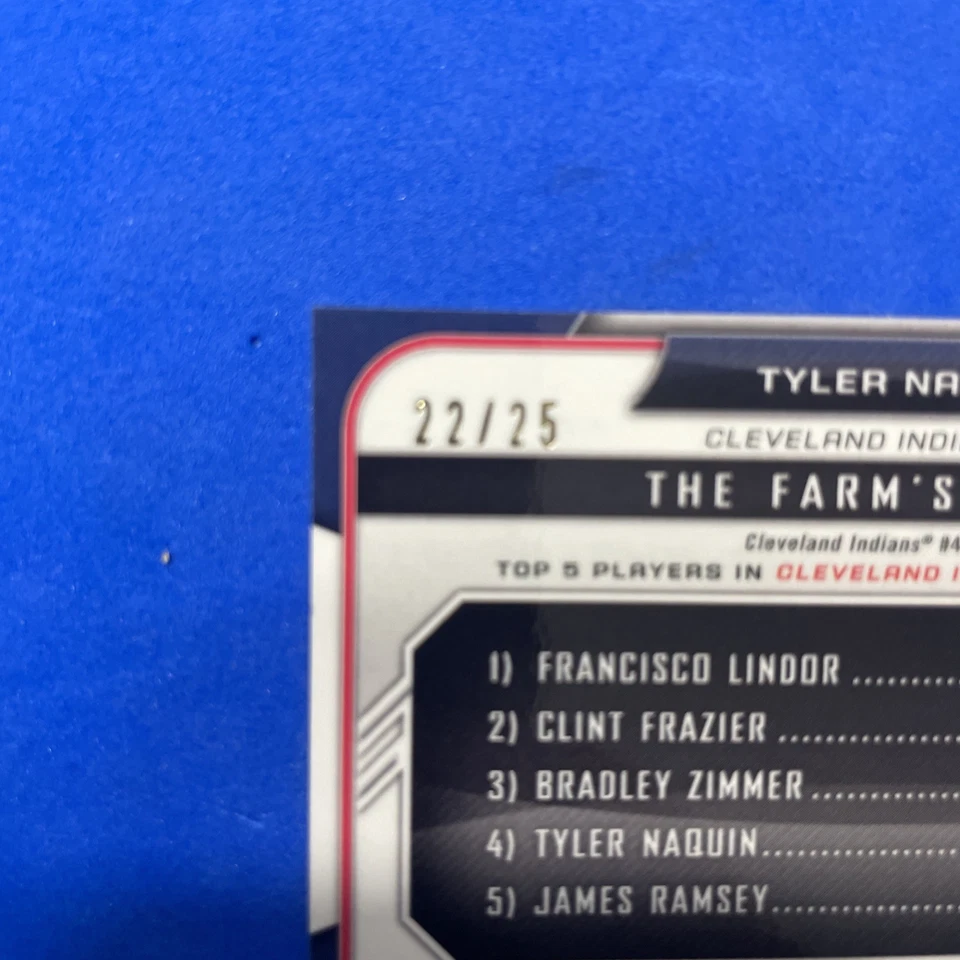 TYLER NA
22/25
CLEVELAND INDI
THE FARM'S
Cleveland Indians® #4
TOP 5 PLAYERS IN CLEVELAND I
1) FRANCISCO LINDOR ..........
2) CLINT FRAZIER ................
3) BRADLEY ZIMMER .............
4) TYLER NAQUIN.................
5) JAMES RAMSEY................